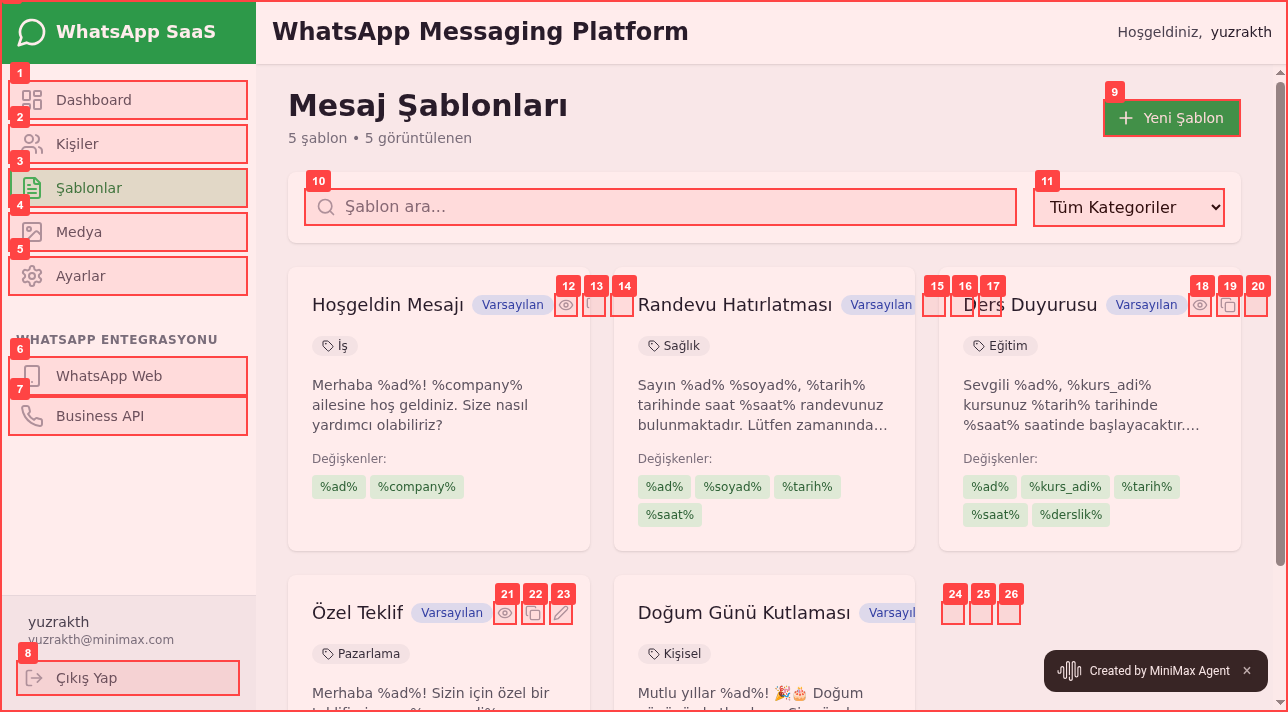 WhatsApp SaaS
WhatsApp Messaging Platform
Hoşgeldiniz, yuzrakth
1
Dashboard
2
Kişiler
3
Şablonlar
4
Medya
5
Ayarlar
WHATSAPP ENTEGRASYONU
6
WhatsApp Web
7
Business API
yuzrakth
yuzrakth@minimax.com
8
Çıkış Yap
Mesaj Şablonları
5 şablon • 5 görüntülenen
9
Yeni Şablon
10
Şablon ara...
11
Tüm Kategoriler
12 13 14
Hoşgeldin Mesajı Varsayılan
İş
Merhaba %ad%! %company%
ailesine hoş geldiniz. Size nasıl
yardımcı olabiliriz?
Değişkenler:
%ad% %company%
15 16 17
Randevu Hatırlatması Varsayılan
Sağlık
Sayın %ad% %soyad%, %tarih%
tarihinde saat %saat% randevunuz
bulunmaktadır. Lütfen zamanında…
Değişkenler:
%ad% %soyad% %tarih%
%saat%
18 19 20
Ders Duyurusu Varsayılan
Eğitim
Sevgili %ad%, %kurs_adi%
kursunuz %tarih% tarihinde
%saat% saatinde başlayacaktır.…
Değişkenler:
%ad% %kurs_adi% %tarih%
%saat% %derslik%
21 22 23
Özel Teklif Varsayılan
Pazarlama
Merhaba %ad%! Sizin için özel bir
24 25 26
Doğum Günü Kutlaması Varsayıl
Kişisel
Mutlu yıllar %ad%! 🎉🎂 Doğum
Created by MiniMax Agent ×